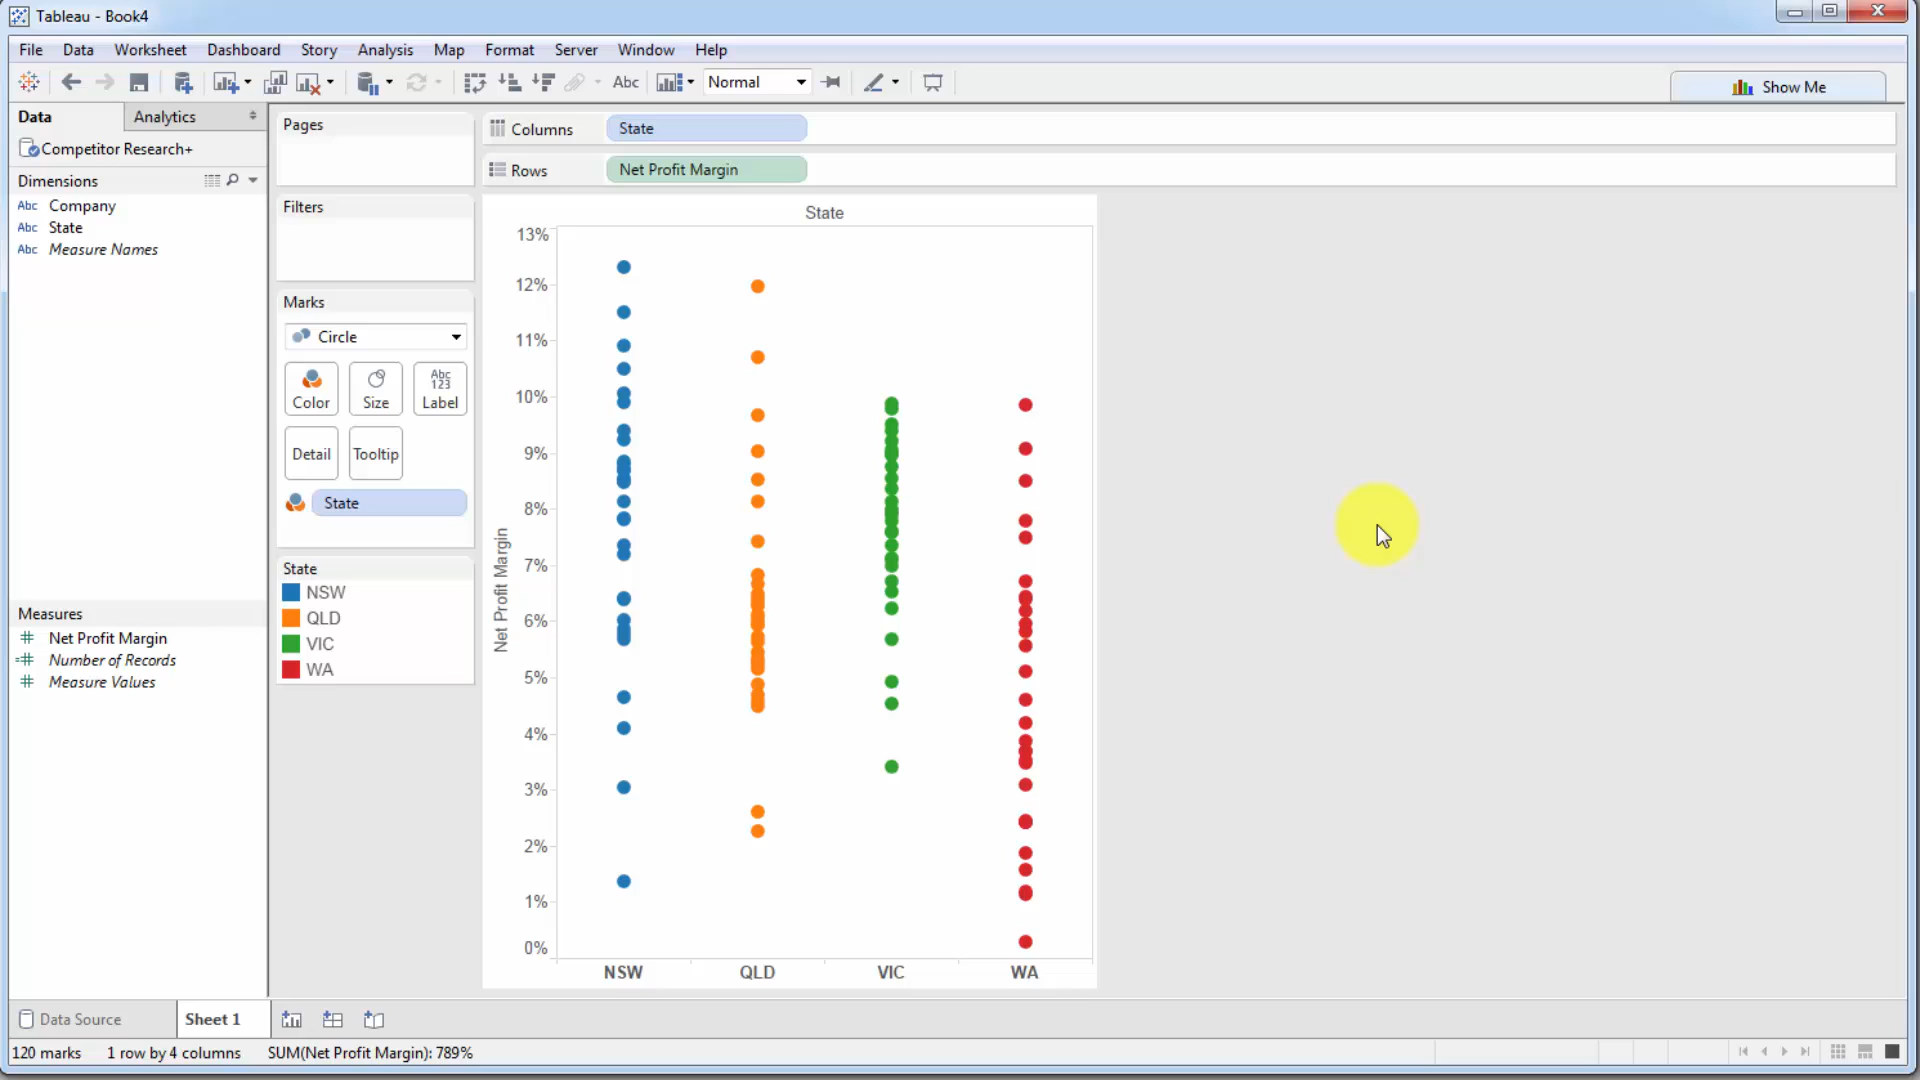 Tableau - Book4
File Data Worksheet Dashboard Story Analysis Map Format Server Window Help
Abc Normal Show Me
Data Analytics
Competitor Research+
Dimensions
Abc Company
Abc State
Abc Measure Names
Measures
Net Profit Margin
Number of Records
Measure Values
Pages
Filters
Marks
Circle
Color Size Abc 123 Label
Detail Tooltip
State
State
NSW
QLD
VIC
WA
Columns State
Rows Net Profit Margin
State
Net Profit Margin
13%
12%
11%
10%
9%
8%
7%
6%
5%
4%
3%
2%
1%
0%
NSW QLD VIC WA
Data Source Sheet 1
120 marks 1 row by 4 columns SUM(Net Profit Margin): 789%